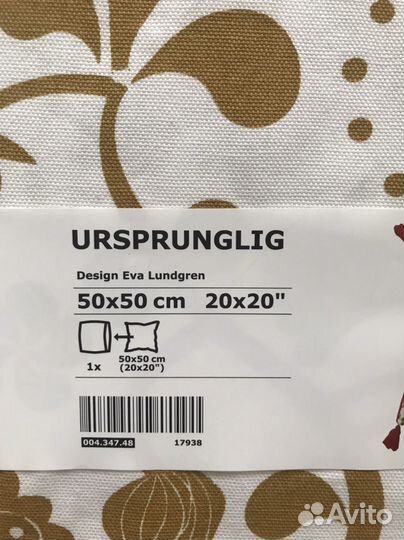 URSPRUNGLIG
Design Eva Lundgren
50x50 cm 20x20"
1x
50x50 cm
(20x20")
004.347.48 17938
Avito